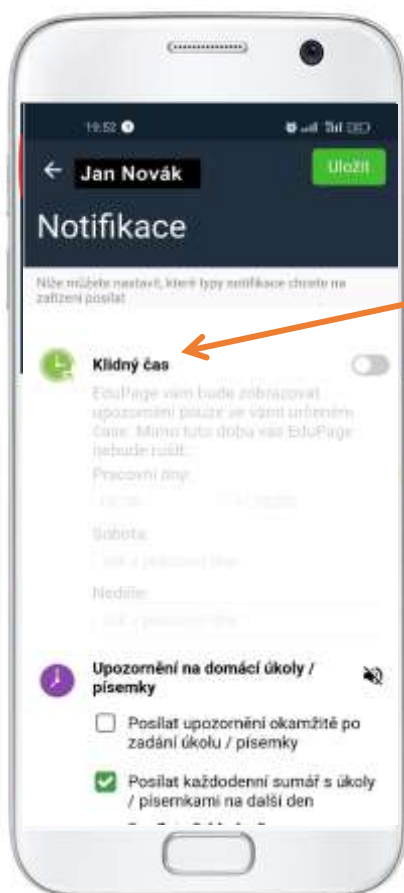 19:52
Jan Novák
Uložit
Notifikace
Níže můžete nastavit, které typy notifikace chcete na
zařízení posílat
Klidný čas
EduPage vám bude zobrazovat
upozornění pouze ve vámi určeném
čase. Mimo tuto dobu vás EduPage
nebude rušit.
Pracovní dny:
Sobota:
Neděle:
Upozornění na domácí úkoly /
písemky
Posílat upozornění okamžitě po
zadání úkolu / písemky
Posílat každodenní sumář s úkoly
/ písemkami na další den